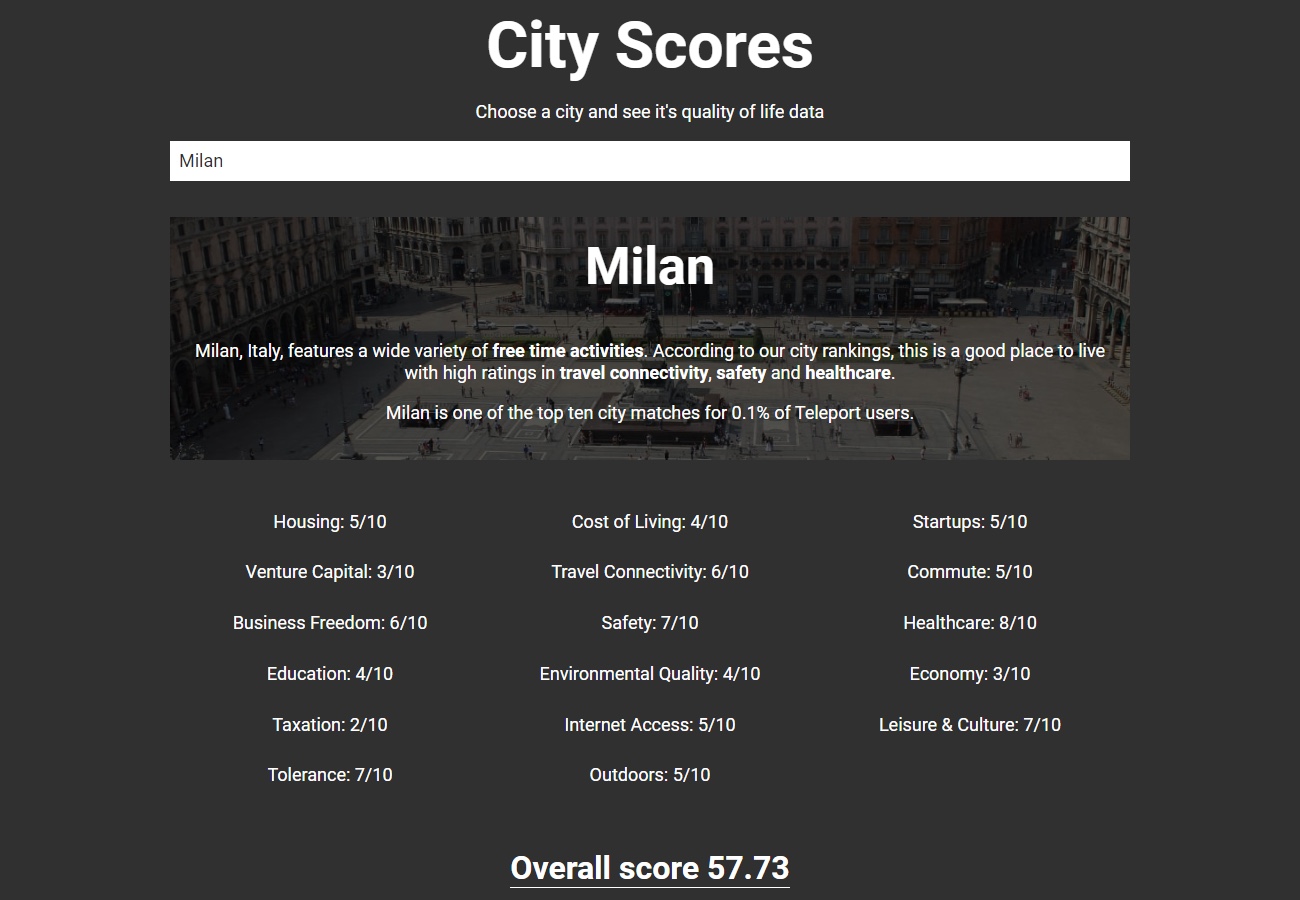 City Scores
Choose a city and see it's quality of life data
Milan
Milan
Milan, Italy, features a wide variety of free time activities. According to our city rankings, this is a good place to live
with high ratings in travel connectivity, safety and healthcare.
Milan is one of the top ten city matches for 0.1% of Teleport users.
Housing: 5/10
Cost of Living: 4/10
Startups: 5/10
Venture Capital: 3/10
Travel Connectivity: 6/10
Commute: 5/10
Business Freedom: 6/10
Safety: 7/10
Healthcare: 8/10
Education: 4/10
Environmental Quality: 4/10
Economy: 3/10
Taxation: 2/10
Internet Access: 5/10
Leisure & Culture: 7/10
Tolerance: 7/10
Outdoors: 5/10
Overall score 57.73